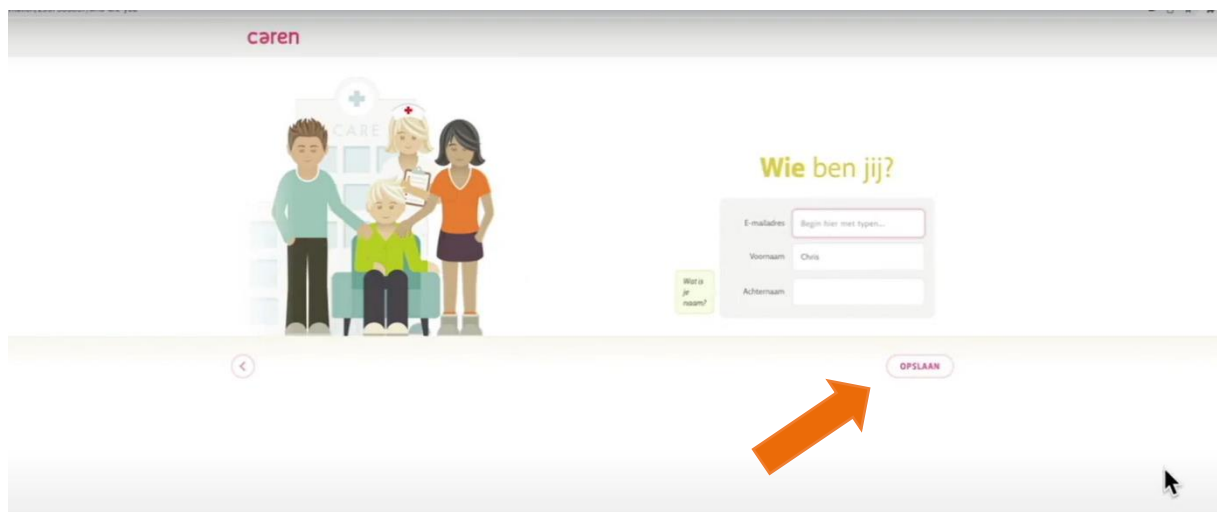 caren
CARE
Wie ben jij?
E-mailadres
Begin hier met typen...
Voornaam
Chris
Wat is
je
naam?
Achternaam
OPSLAAN